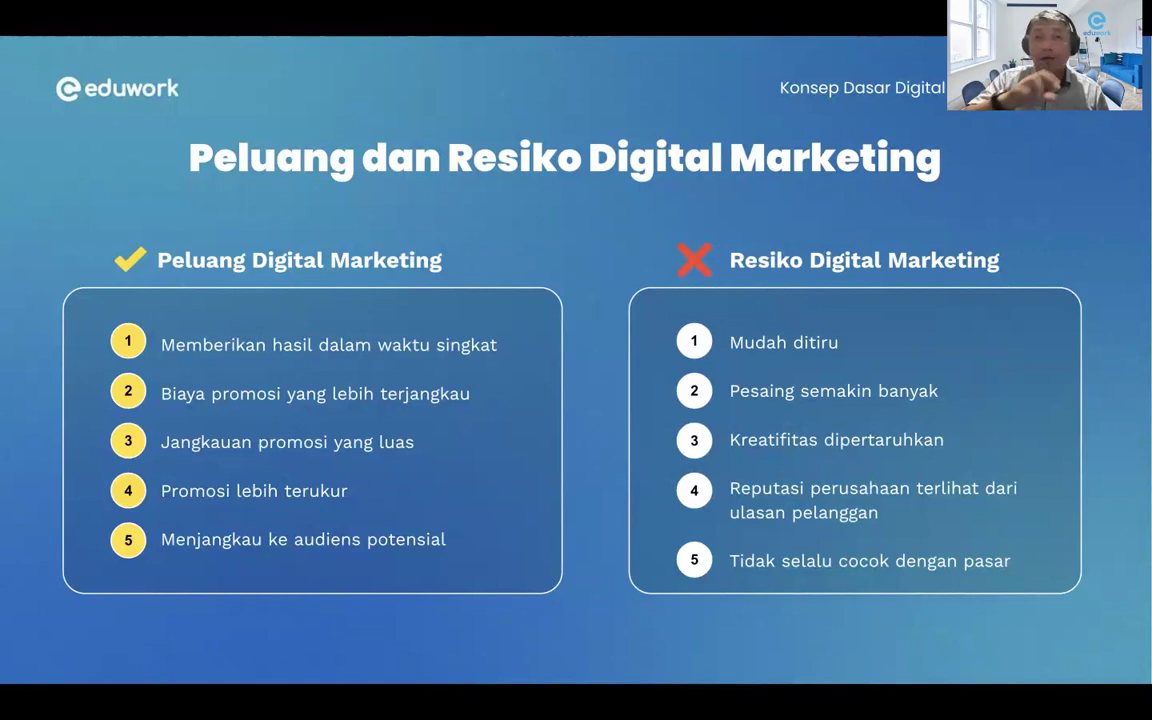 eduwork
eduwork
Konsep Dasar Digital
Peluang dan Resiko Digital Marketing
Peluang Digital Marketing
1 Memberikan hasil dalam waktu singkat
2 Biaya promosi yang lebih terjangkau
3 Jangkauan promosi yang luas
4 Promosi lebih terukur
5 Menjangkau ke audiens potensial
Resiko Digital Marketing
1 Mudah ditiru
2 Pesaing semakin banyak
3 Kreatifitas dipertaruhkan
4 Reputasi perusahaan terlihat dari
ulasan pelanggan
5 Tidak selalu cocok dengan pasar